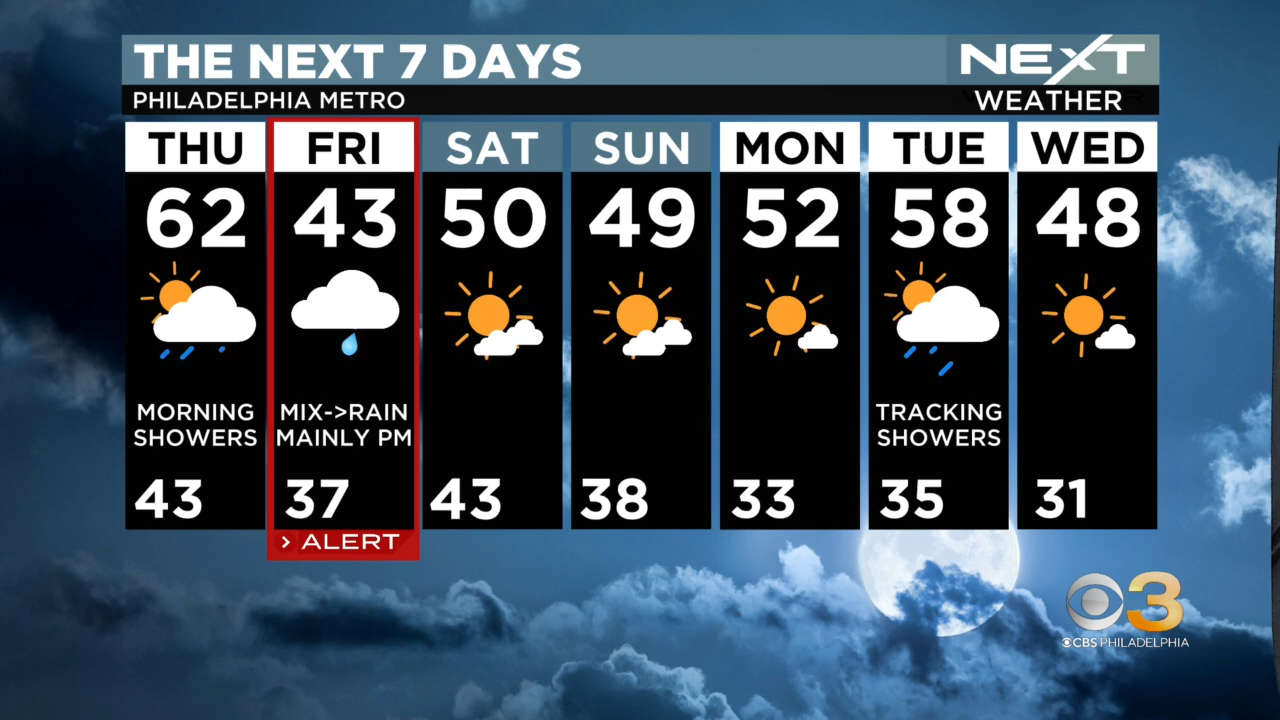 THE NEXT 7 DAYS
NEXT
PHILADELPHIA METRO
WEATHER
THU FRI SAT SUN MON TUE WED
62 43 50 49 52 58 48
MORNING SHOWERS
MIX->RAIN MAINLY PM
TRACKING SHOWERS
43 37 43 38 33 35 31
> ALERT
3
CBS PHILADELPHIA